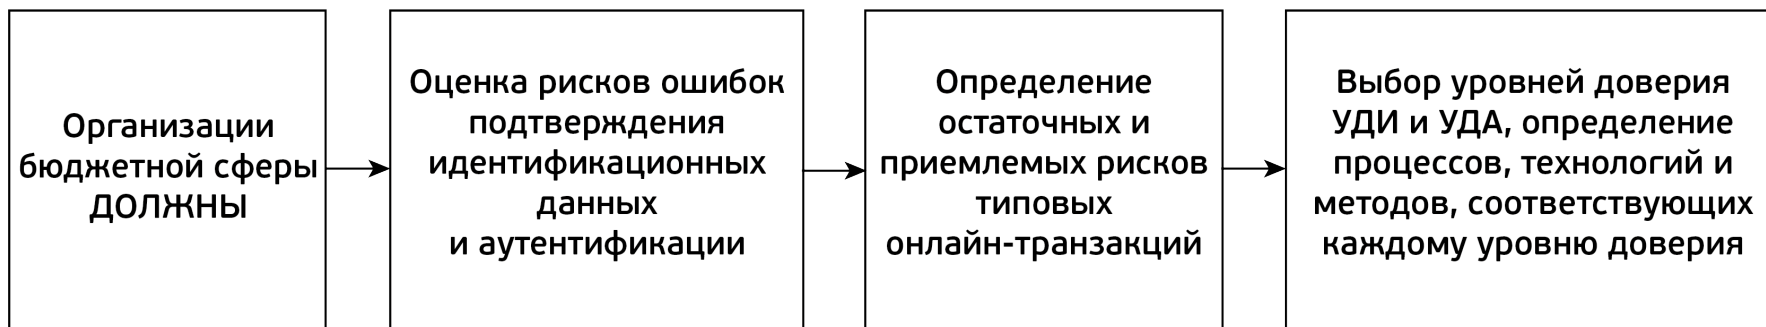 Организации
бюджетной сферы
ДОЛЖНЫ
Оценка рисков ошибок
подтверждения
идентификационных
данных
и аутентификации
Определение
остаточных и
приемлемых рисков
типовых
онлайн-транзакций
Выбор уровней доверия
УДИ и УДА, определение
процессов, технологий и
методов, соответствующих
каждому уровню доверия